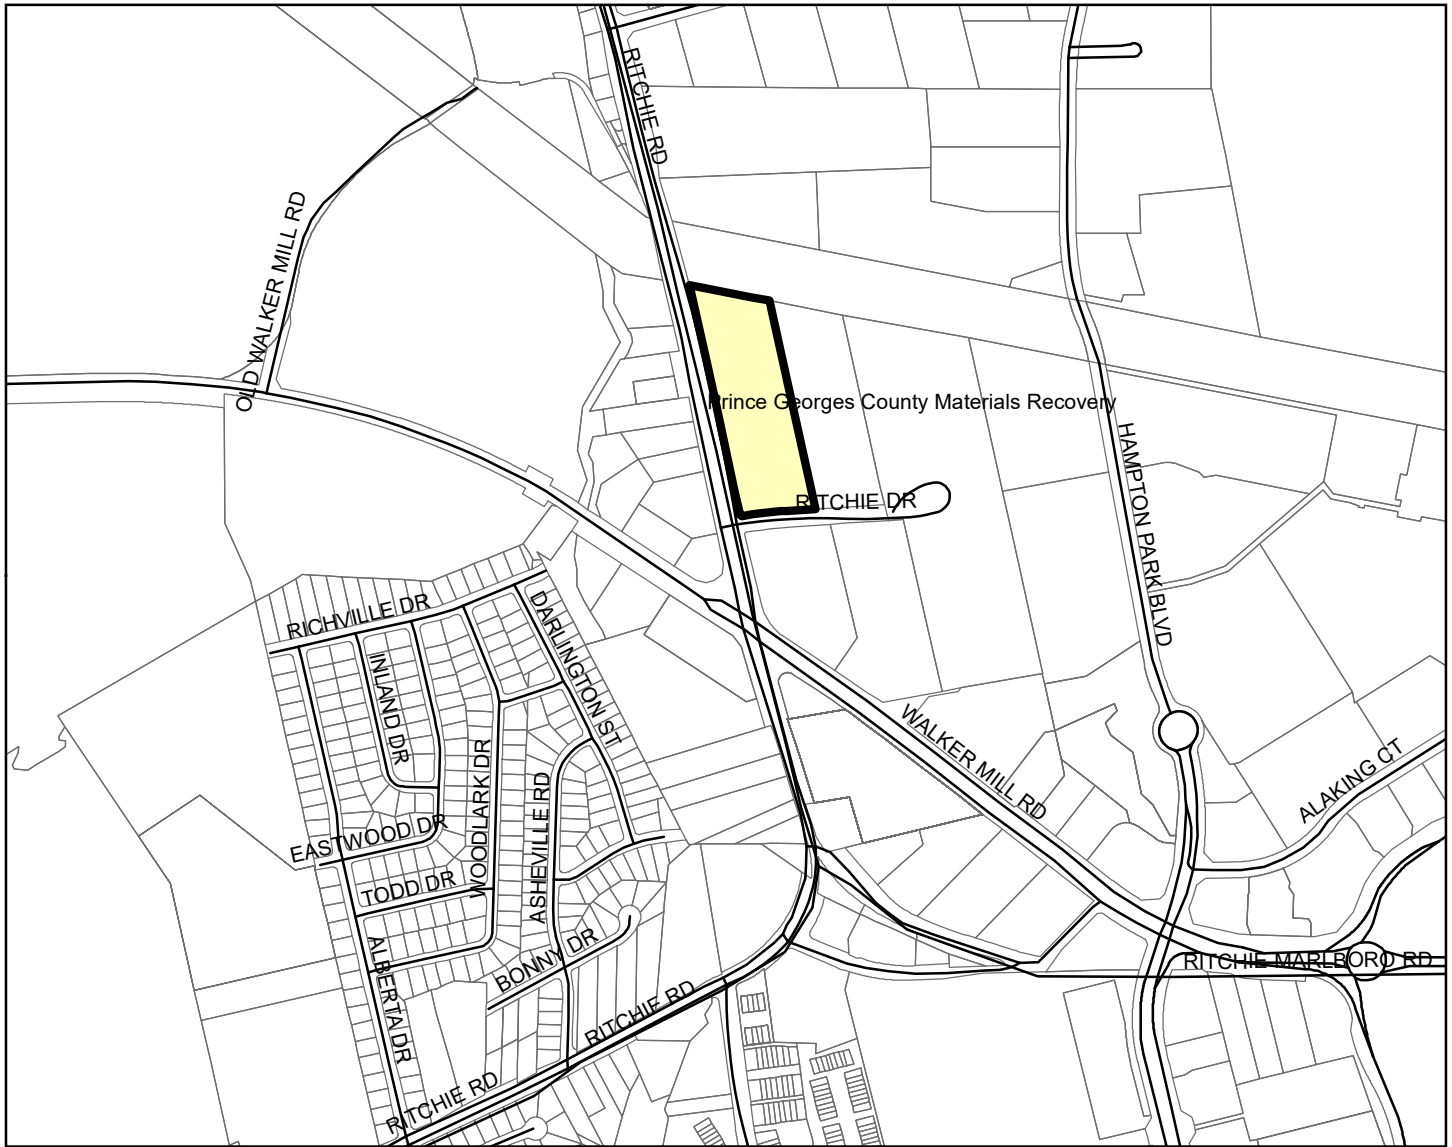 RITCHIE RD
OLD WALKER MILL RD
Prince Georges County Materials Recovery
HAMPTON PARK BLVD
RITCHIE DR
RICHVILLE DR
DARLINGTON ST
INLAND DR
WALKER MILL RD
WOODLARK DR
ASHEVILLE RD
ALAKING CT
EASTWOOD DR
TODD DR
BONNY DR
ALBERTA DR
RITCHIE MARLBORO RD
RITCHIE RD
RITCHIE RD